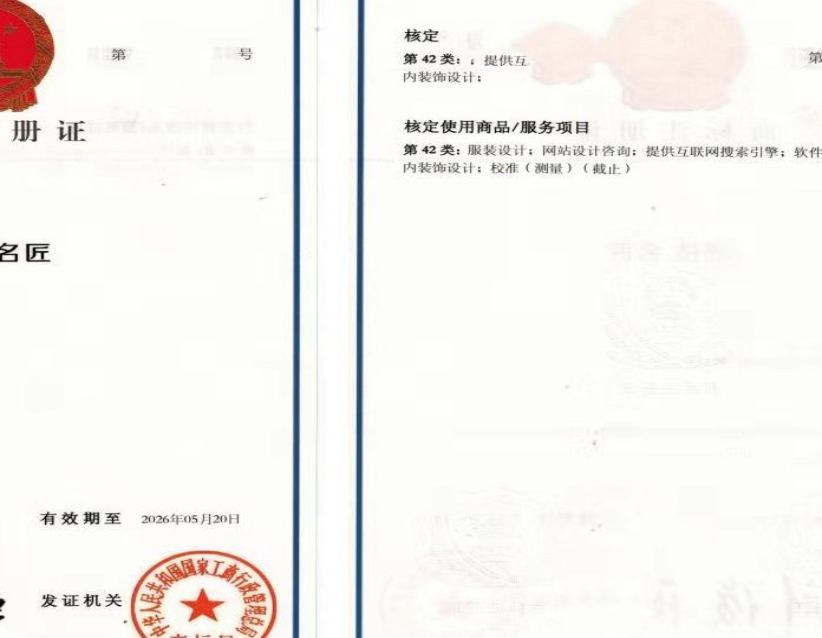 第 号
册证
名匠
有效期至 2026年05月20日
发证机关
中华人民共和国国家工商行政管理总局
核定
第 42 类：；提供互
内装饰设计；
第
核定使用商品/服务项目
第 42 类：服装设计；网站设计咨询；提供互联网搜索引擎；软件
内装饰设计；校准（测量）（截止）